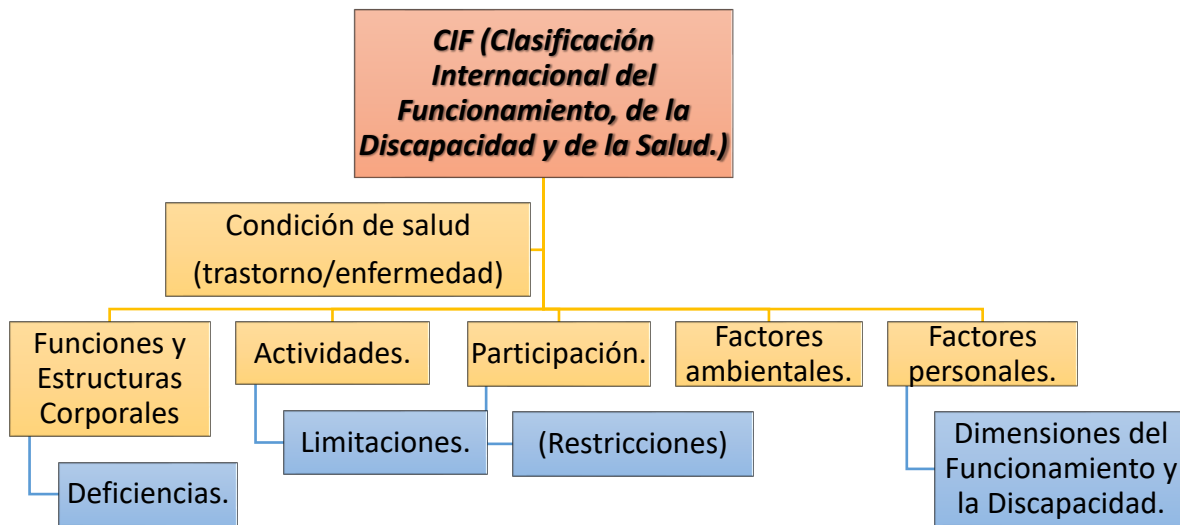 CIF (Clasificación
Internacional del
Funcionamiento, de la
Discapacidad y de la Salud.)
Condición de salud
(trastorno/enfermedad)
Funciones y
Estructuras
Corporales
Actividades.
Participación.
Factores
ambientales.
Factores
personales.
Deficiencias.
Limitaciones.
(Restricciones)
Dimensiones del
Funcionamiento y
la Discapacidad.